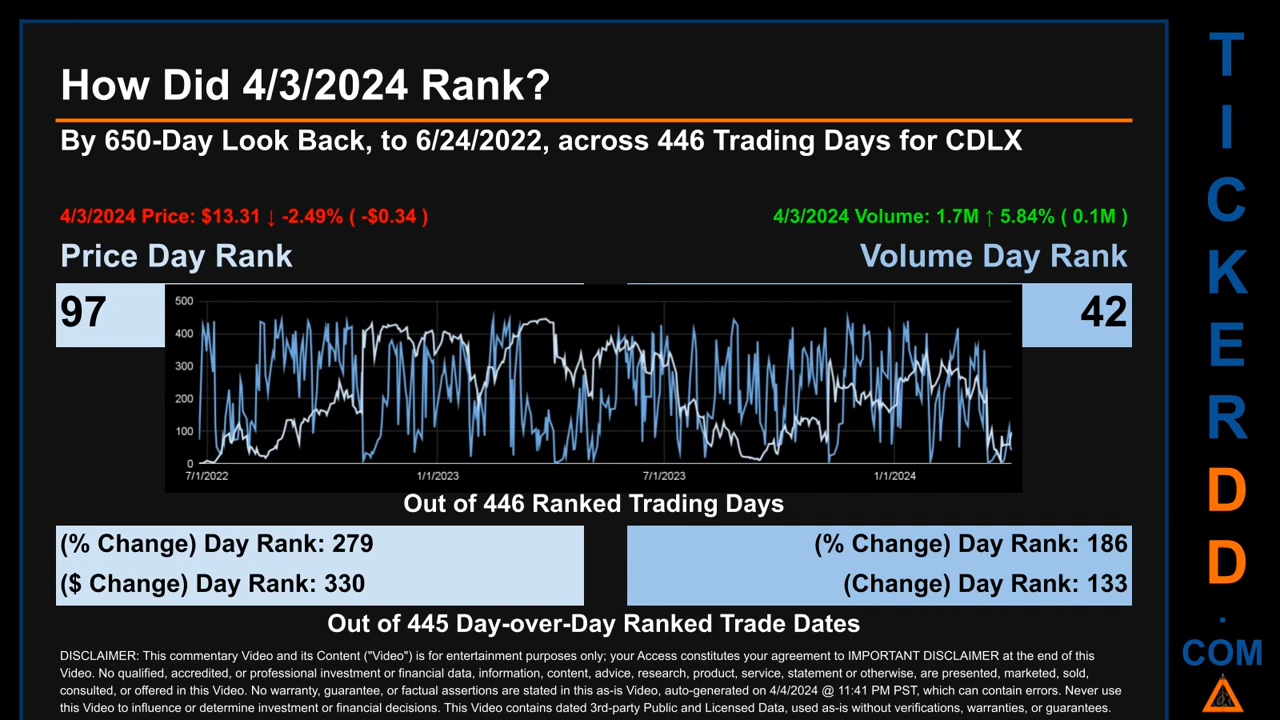 How Did 4/3/2024 Rank?
By 650-Day Look Back, to 6/24/2022, across 446 Trading Days for CDLX
4/3/2024 Price: $13.31 ↓ -2.49% ( -$0.34 )
4/3/2024 Volume: 1.7M ↑ 5.84% ( 0.1M )
Price Day Rank
Volume Day Rank
97
42
500
400
300
200
100
0
7/1/2022
1/1/2023
7/1/2023
1/1/2024
Out of 446 Ranked Trading Days
(% Change) Day Rank: 279
($ Change) Day Rank: 330
(% Change) Day Rank: 186
(Change) Day Rank: 133
Out of 445 Day-over-Day Ranked Trade Dates
DISCLAIMER: This commentary Video and its Content ("Video") is for entertainment purposes only; your Access constitutes your agreement to IMPORTANT DISCLAIMER at the end of this
Video. No qualified, accredited, or professional investment or financial data, information, content, advice, research, product, service, statement or otherwise, are presented, marketed, sold,
consulted, or offered in this Video. No warranty, guarantee, or factual assertions are stated in this as-is Video, auto-generated on 4/4/2024 @ 11:41 PM PST, which can contain errors. Never use
this Video to influence or determine investment or financial decisions. This Video contains dated 3rd-party Public and Licensed Data, used as-is without verifications, warranties, or guarantees.
T
I
C
K
E
R
D
D
.
COM